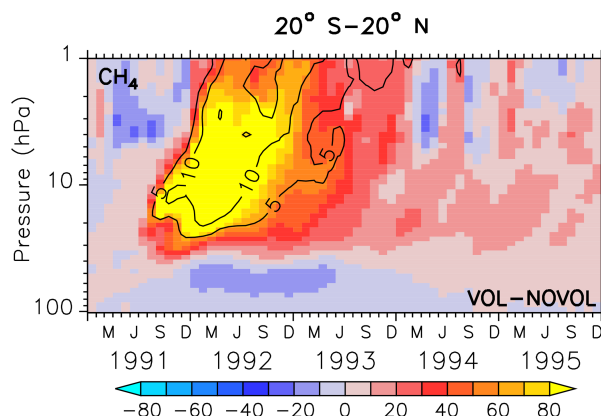 20° S−20° N
1
CH4
Pressure (hPa)
10
100
5
10
10
5
5
VOL−NOVOL
M J S D M J S D M J S D M J S D M J S D
1991 1992 1993 1994 1995
−80 −60 −40 −20 0 20 40 60 80